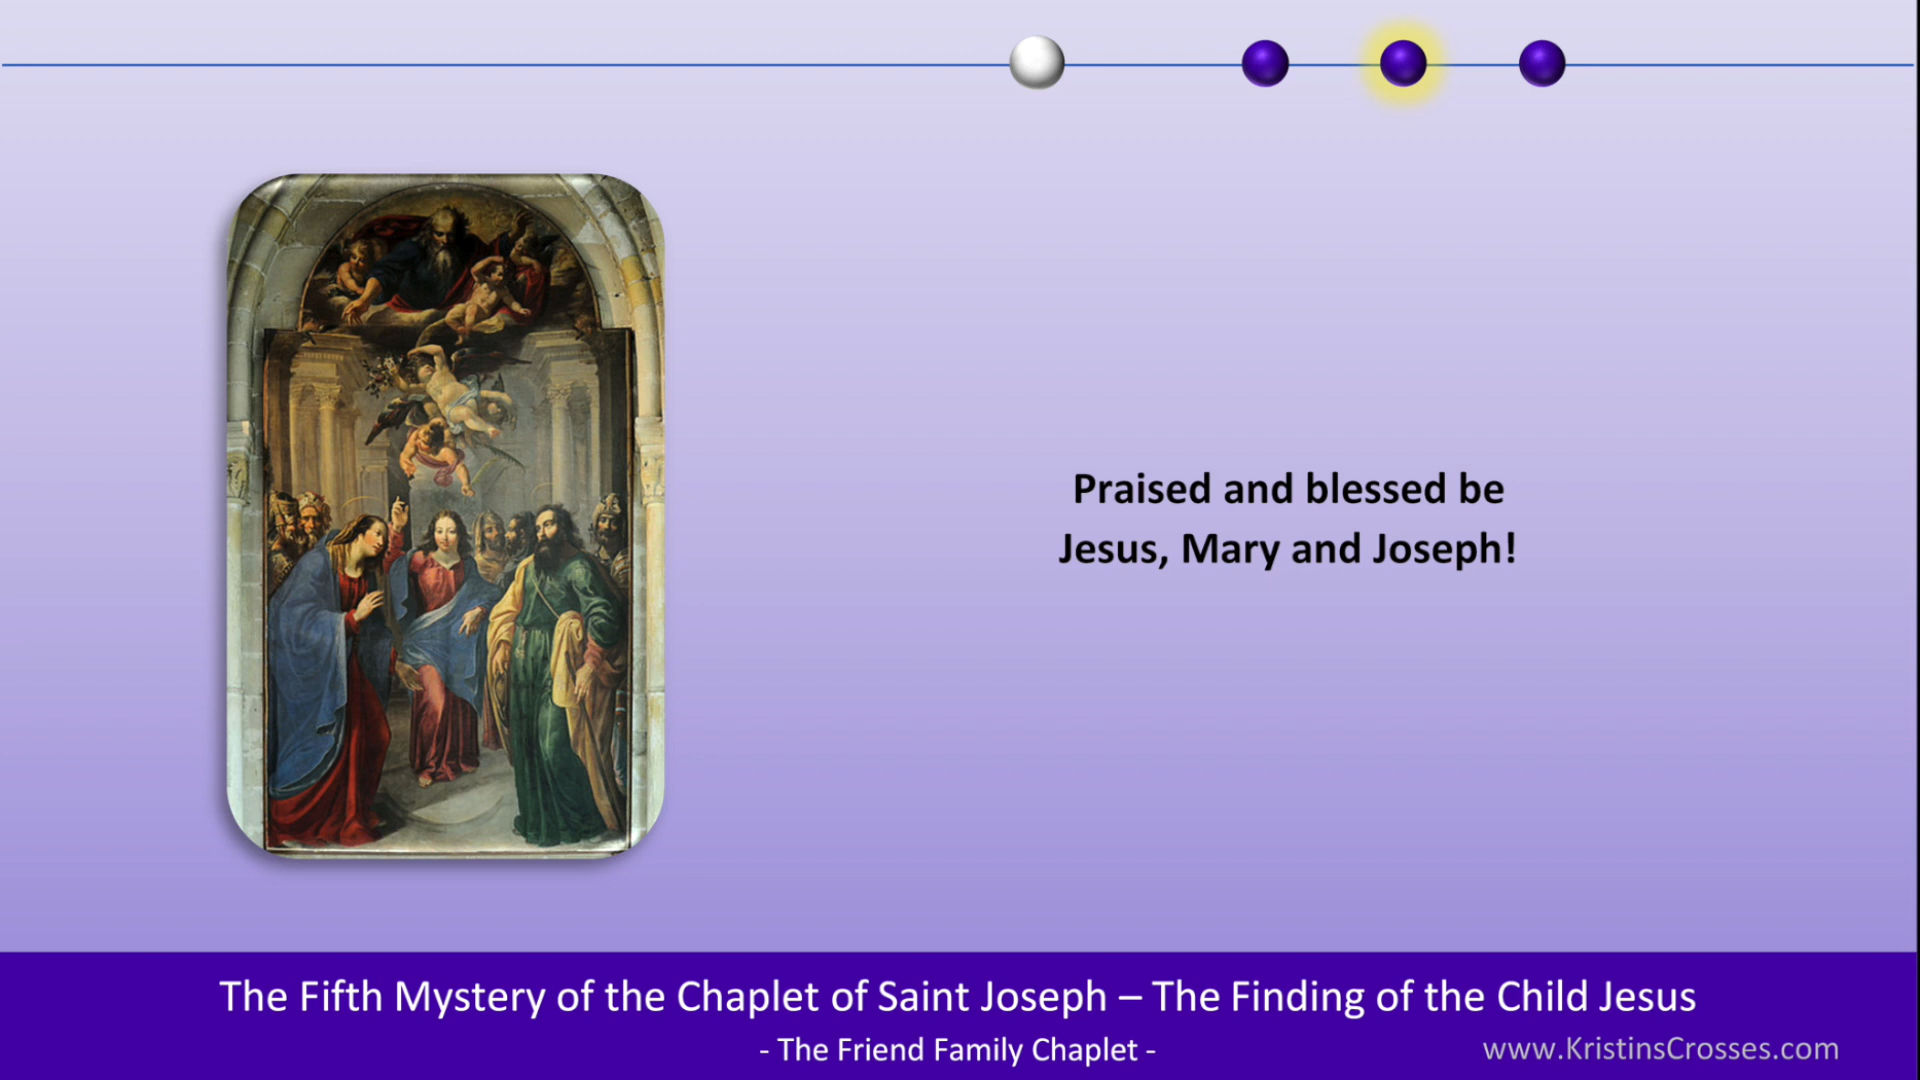 Praised and blessed be
Jesus, Mary and Joseph!
The Fifth Mystery of the Chaplet of Saint Joseph – The Finding of the Child Jesus
- The Friend Family Chaplet -
www.KristinsCrosses.com